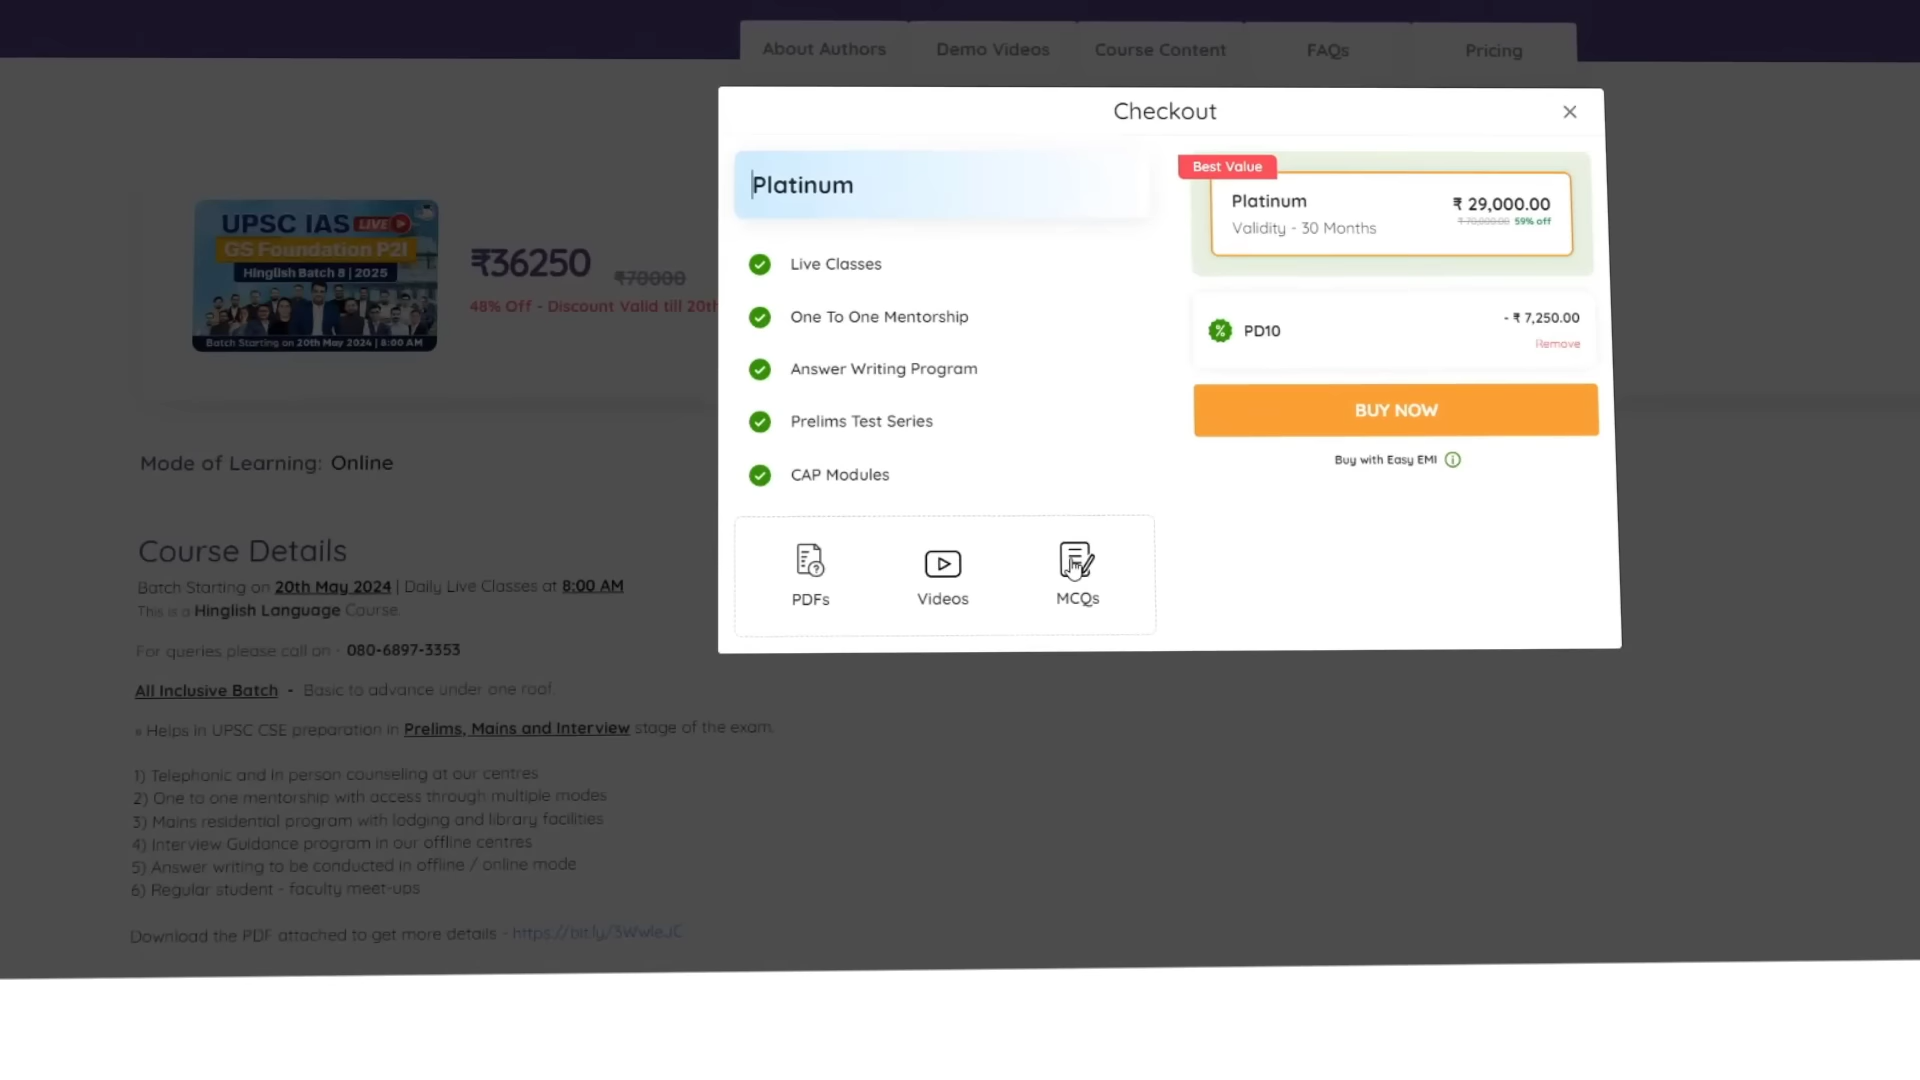 About Authors
Demo Videos
Course Content
FAQs
Pricing
Checkout
Platinum
Live Classes
One To One Mentorship
Answer Writing Program
Prelims Test Series
CAP Modules
PDFs
Videos
MCQs
Best Value
Platinum
₹ 29,000.00
Validity - 30 Months
₹ 70,000.00 59% off
PD10
- ₹ 7,250.00
Remove
BUY NOW
Buy with Easy EMI
UPSC IAS LIVE
GS Foundation P2I
Hinglish Batch 8 | 2025
Batch Starting on 20th May 2024 | 8:00 AM
₹36250 ₹70000
48% Off - Discount Valid till 20th
Mode of Learning: Online
Course Details
Batch Starting on 20th May 2024 | Daily Live Classes at 8:00 AM
This is a Hinglish Language Course.
For queries please call on - 080-6897-3353
All Inclusive Batch - Basic to advance under one roof.
Helps in UPSC CSE preparation in Prelims, Mains and Interview stage of the exam.
1) Telephonic and In person counseling at our centres
2) One to one mentorship with access through multiple modes
3) Mains residential program with lodging and library facilities
4) Interview Guidance program in our offline centres
5) Answer writing to be conducted in offline / online mode
6) Regular student - faculty meet-ups
Download the PDF attached to get more details - https://bit.ly/3WwleJC